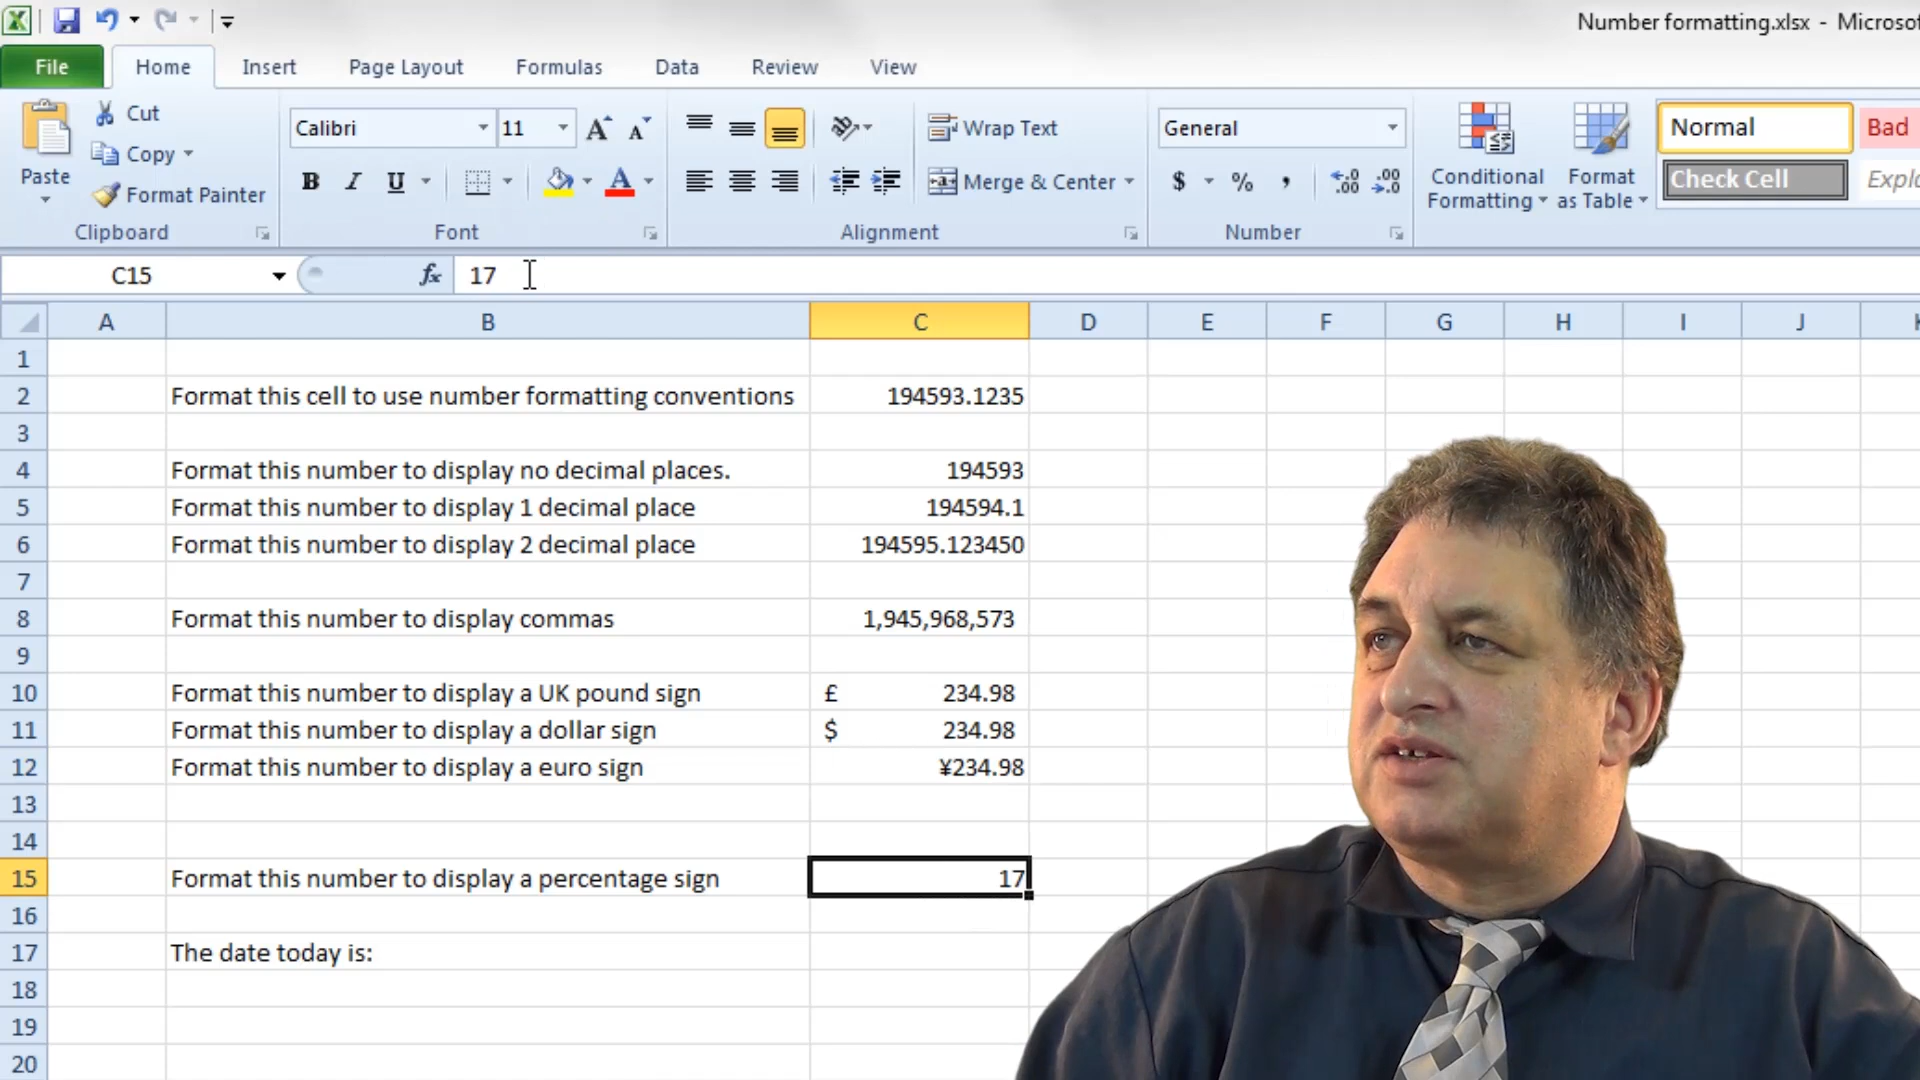 Number formatting.xlsx - Microsof
File Home Insert Page Layout Formulas Data Review View
Cut
Copy
Format Painter
Paste
Clipboard
Calibri 11
B I U
Font
Wrap Text
Merge & Center
Alignment
General
$ % ,
Number
Conditional Formatting
Format as Table
Normal Bad
Check Cell
C15 fx 17
A B C D E F G H I J
1
2 Format this cell to use number formatting conventions 194593.1235
3
4 Format this number to display no decimal places. 194593
5 Format this number to display 1 decimal place 194594.1
6 Format this number to display 2 decimal place 194595.123450
7
8 Format this number to display commas 1,945,968,573
9
10 Format this number to display a UK pound sign £ 234.98
11 Format this number to display a dollar sign $ 234.98
12 Format this number to display a euro sign ¥234.98
13
14
15 Format this number to display a percentage sign 17
16
17 The date today is:
18
19
20